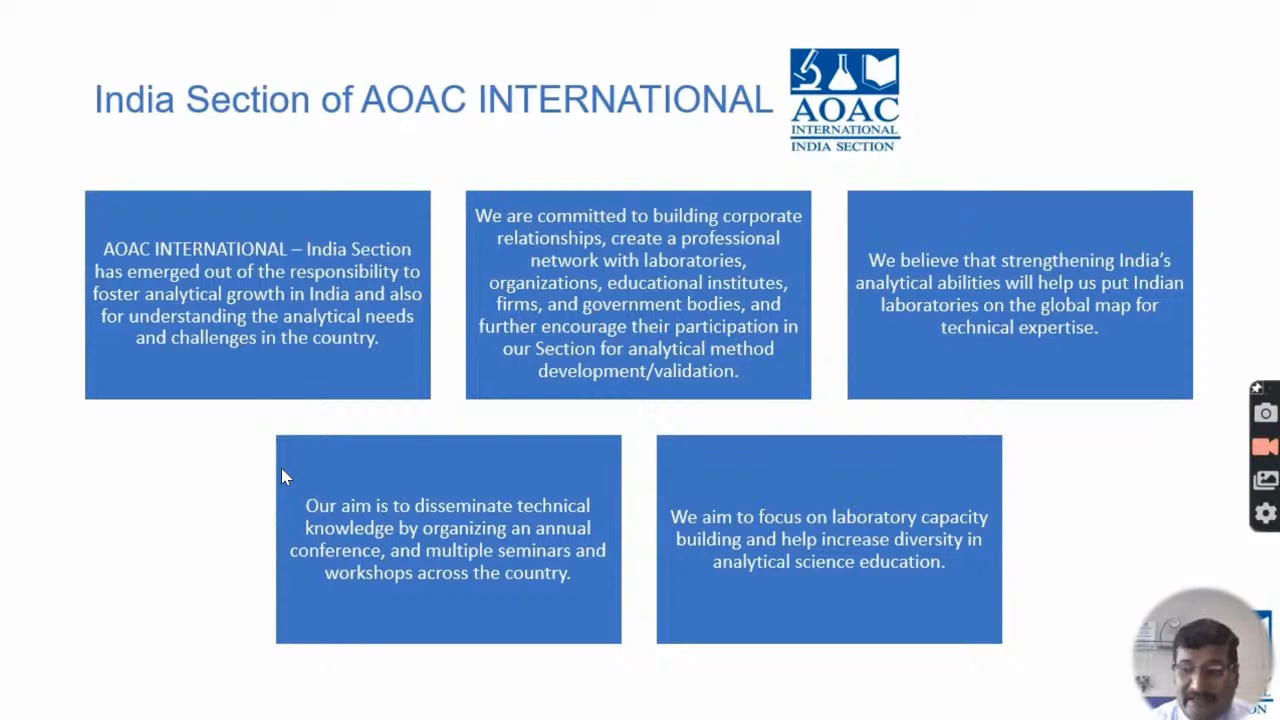 India Section of AOAC INTERNATIONAL
AOAC
INTERNATIONAL
INDIA SECTION
AOAC INTERNATIONAL – India Section
has emerged out of the responsibility to
foster analytical growth in India and also
for understanding the analytical needs
and challenges in the country.
We are committed to building corporate
relationships, create a professional
network with laboratories,
organizations, educational institutes,
firms, and government bodies, and
further encourage their participation in
our Section for analytical method
development/validation.
We believe that strengthening India's
analytical abilities will help us put Indian
laboratories on the global map for
technical expertise.
Our aim is to disseminate technical
knowledge by organizing an annual
conference, and multiple seminars and
workshops across the country.
We aim to focus on laboratory capacity
building and help increase diversity in
analytical science education.